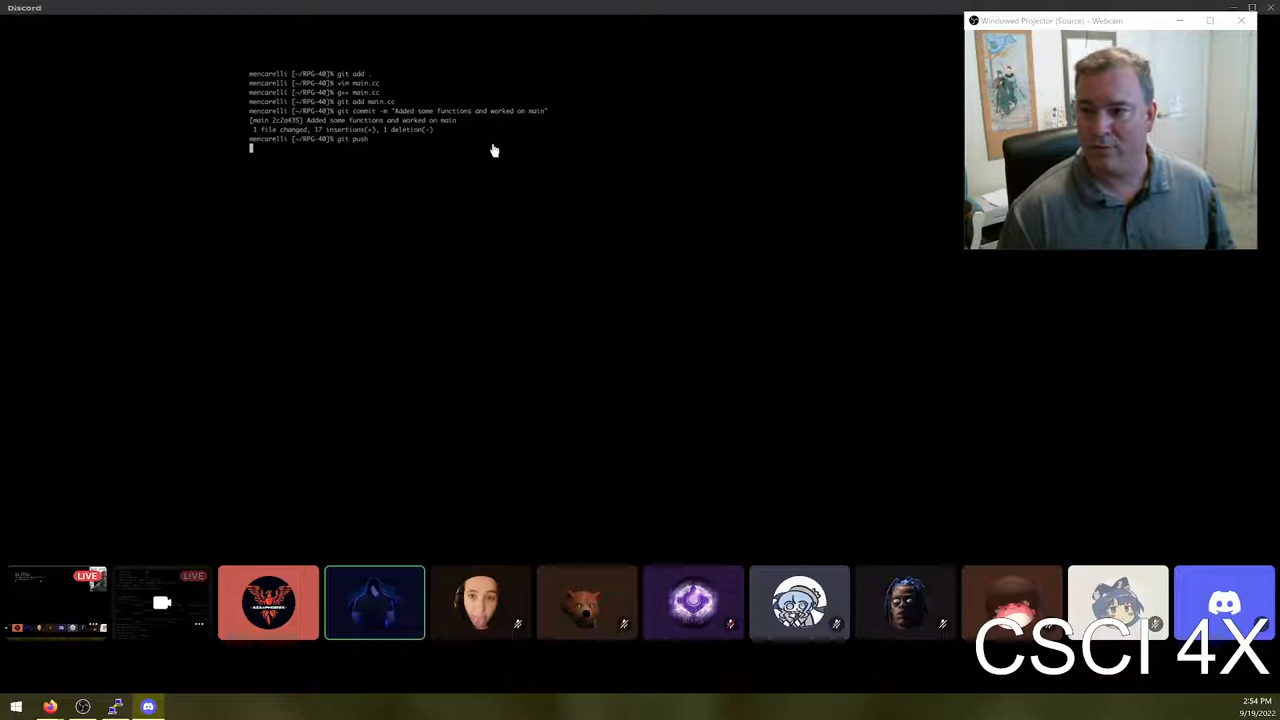 Discord
Windowed Projector (Source) - Webcam
mencarelli [~/RPG-40]% git add .
mencarelli [~/RPG-40]% vim main.cc
mencarelli [~/RPG-40]% g++ main.cc
mencarelli [~/RPG-40]% git add main.cc
mencarelli [~/RPG-40]% git commit -m "Added some functions and worked on main"
[main 2c2a435] Added some functions and worked on main
1 file changed, 17 insertions(+), 1 deletion(-)
mencarelli [~/RPG-40]% git push
LIVE
LIVE
CSCI 4X
2:54 PM
9/19/2022